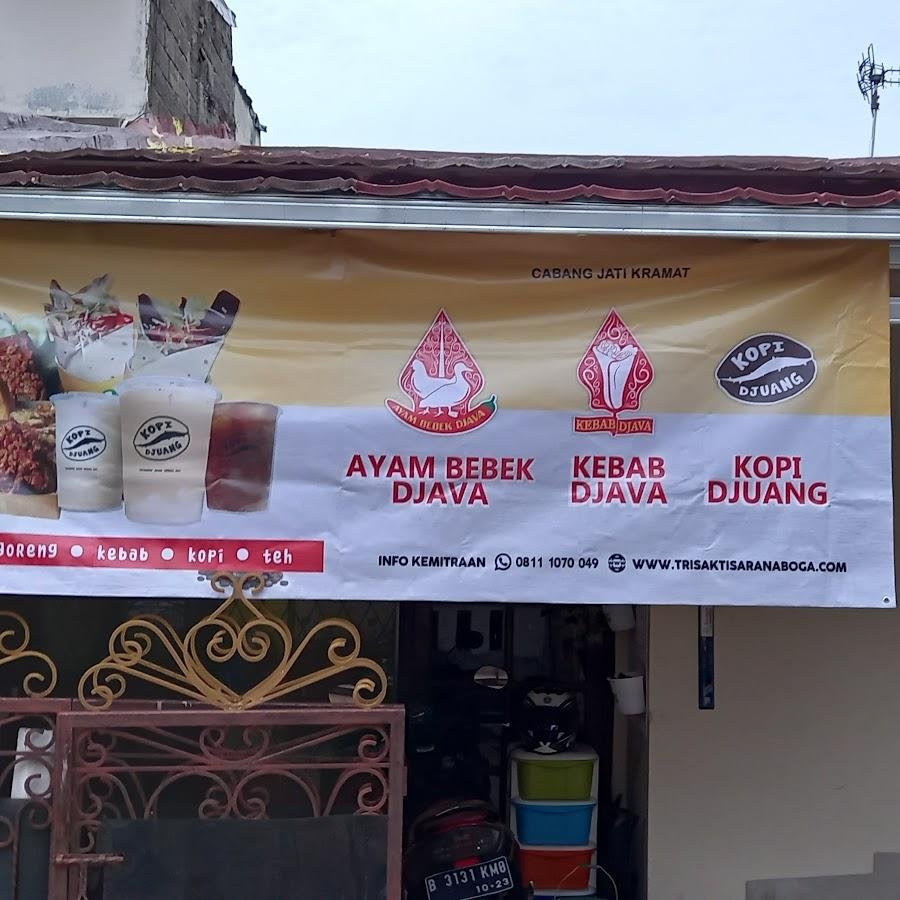 CABANG JATI KRAMAT
AYAM BEBEK DJAVA
KEBAB DJAVA
KOPI
DJUANG
AYAM BEBEK
DJAVA
KEBAB
DJAVA
KOPI
DJUANG
KOPI
DJUANG
KOPI
DJUANG
goreng ● kebab ● kopi ● teh
INFO KEMITRAAN 0811 1070 049 WWW.TRISAKTISARANABOGA.COM
B 3131 KMO
10-23